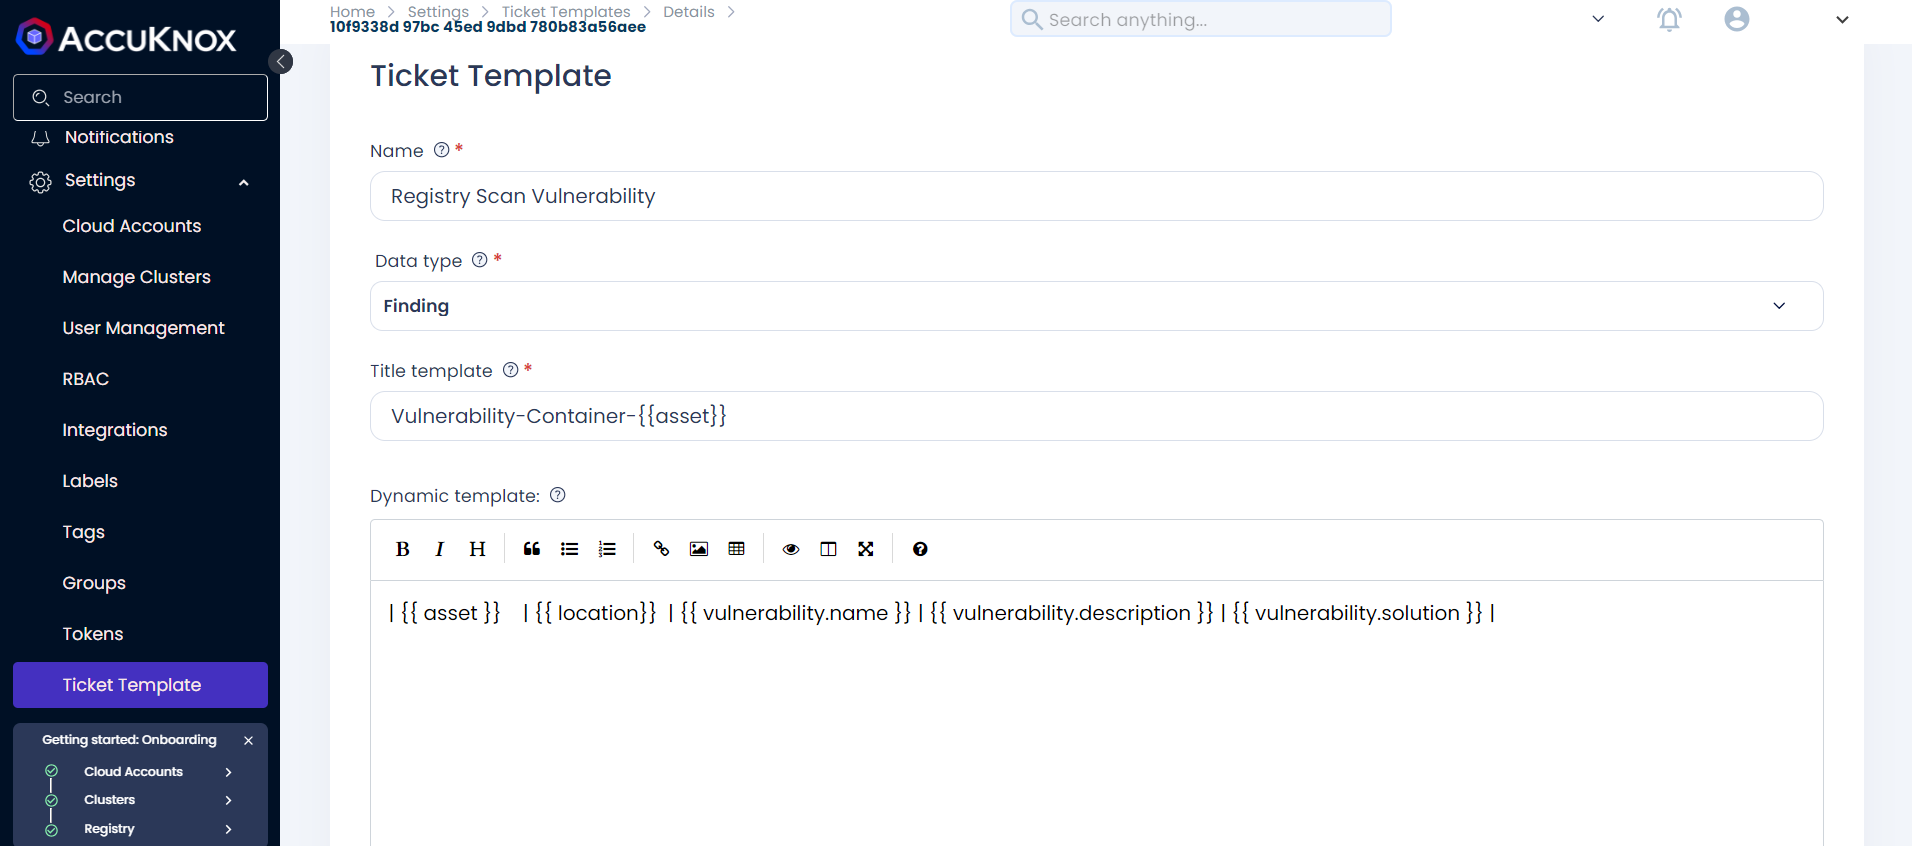 ACCUKNOX
Search
Notifications
Settings
Cloud Accounts
Manage Clusters
User Management
RBAC
Integrations
Labels
Tags
Groups
Tokens
Ticket Template
Getting started: Onboarding
Cloud Accounts
Clusters
Registry
Home > Settings > Ticket Templates > Details >
10f9338d 97bc 45ed 9dbd 780b83a56aee
Search anything...
Ticket Template
Name ? *
Registry Scan Vulnerability
Data type ? *
Finding
Title template ? *
Vulnerability-Container-{{asset}}
Dynamic template: ?
B I H
| {{ asset }} | {{ location}} | {{ vulnerability.name }} | {{ vulnerability.description }} | {{ vulnerability.solution }} |